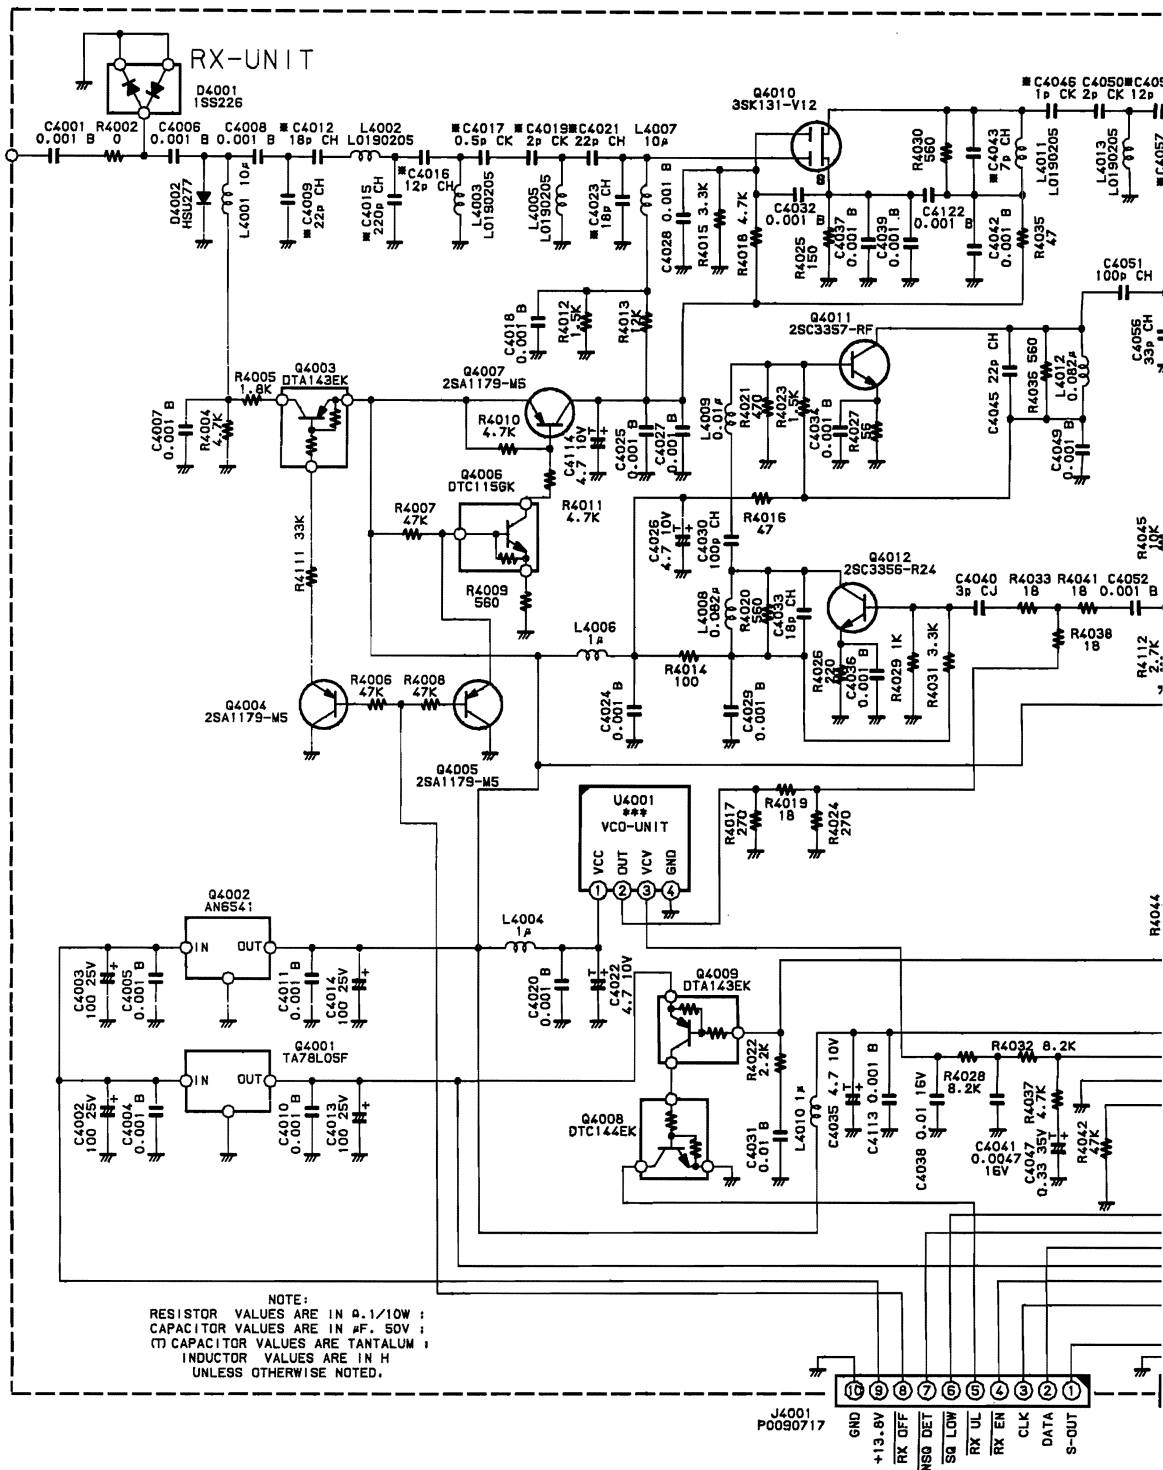 RX-UNIT
D4001
1SS226
C4001
0.001 B
R4002
0
C4006
0.001 B
C4008
0.001 B
※C4012
18p CH
L4002
L0190205
※C4017
0.5p CK
※C4019
2p CK
※C4021
22p CH
L4007
10μ
Q4010
3SK131-V12
※C4046
1p CK
C4050
2p CK
12p
D4002
HSU277
L4001 10μ
※C4009
22p CH
※C4015
220p CH
※C4016
12p CH
L4003
L0190205
L4005
L0190205
※C4023
18p CH
C4028 0.001 B
R4015 3.3K
R4018 4.7K
C4032
0.001 B
R4025
150
C4037
0.001 B
C4039
0.001 B
C4122
0.001 B
C4042
0.001 B
R4035
47
R4030
560
※C4043
7p CH
L4011
L0190205
L4013
L0190205
※C4057
C4051
100p CH
C4056
33p CH
C4018
0.001 B
R4012
1.5K
R4013
12K
Q4011
2SC3357-RF
C4045 22p CH
R4036 560
L4012
0.082μ
C4049
0.001 B
Q4003
DTA143EK
R4005
1.8K
C4007
0.001 B
R4004
4.7K
Q4007
2SA1179-M5
R4010
4.7K
C4114
4.7 10V
T
+
C4025
0.001 B
C4027
0.001 B
L4009
0.01μ
R4021
470
R4023
1.5K
C4034
0.001 B
R4027
56
Q4006
DTC115GK
R4011
4.7K
R4007
47K
R4111 33K
R4009
560
C4026
4.7 10V
T
+
C4030
100p CH
R4016
47
Q4012
2SC3356-R24
C4040
3p CJ
R4033
18
R4041
18
C4052
0.001 B
R4045
10K
R4038
18
R4112
2.7K
L4008
0.082μ
R4020
560
C4033
18p CH
L4006
1μ
R4014
100
R4026
220
C4036
0.001 B
R4029 1K
R4031 3.3K
C4024
0.001 B
C4029
0.001 B
Q4004
2SA1179-M5
R4006
47K
R4008
47K
Q4005
2SA1179-M5
U4001
***
VCO-UNIT
VCC
OUT
VCV
GND
1
2
3
4
R4017
270
R4019
18
R4024
270
R4044
Q4002
AN6541
IN
OUT
C4003
100 25V
+
C4005
0.001 B
C4011
0.001 B
C4014
100 25V
+
L4004
1μ
C4020
0.001 B
C4022
4.7 10V
T
+
Q4009
DTA143EK
Q4001
TA78L05F
IN
OUT
C4002
100 25V
+
C4004
0.001 B
C4010
0.001 B
C4013
100 25V
+
R4022
2.2K
L4010 1μ
C4035 4.7 10V
T
+
C4113 0.001 B
R4032 8.2K
R4028
8.2K
C4038 0.01 16V
C4041
0.0047
16V
R4037
4.7K
C4047
0.33 35V
T
+
R4042
47K
Q4008
DTC144EK
C4031
0.01 B
NOTE:
RESISTOR VALUES ARE IN Ω.1/10W ;
CAPACITOR VALUES ARE IN μF. 50V ;
(T) CAPACITOR VALUES ARE TANTALUM ;
INDUCTOR VALUES ARE IN H
UNLESS OTHERWISE NOTED.
10
9
8
7
6
5
4
3
2
1
J4001
P0090717
GND
+13.8V
RX OFF
NSQ DET
SQ LOW
RX UL
RX EN
CLK
DATA
S-OUT